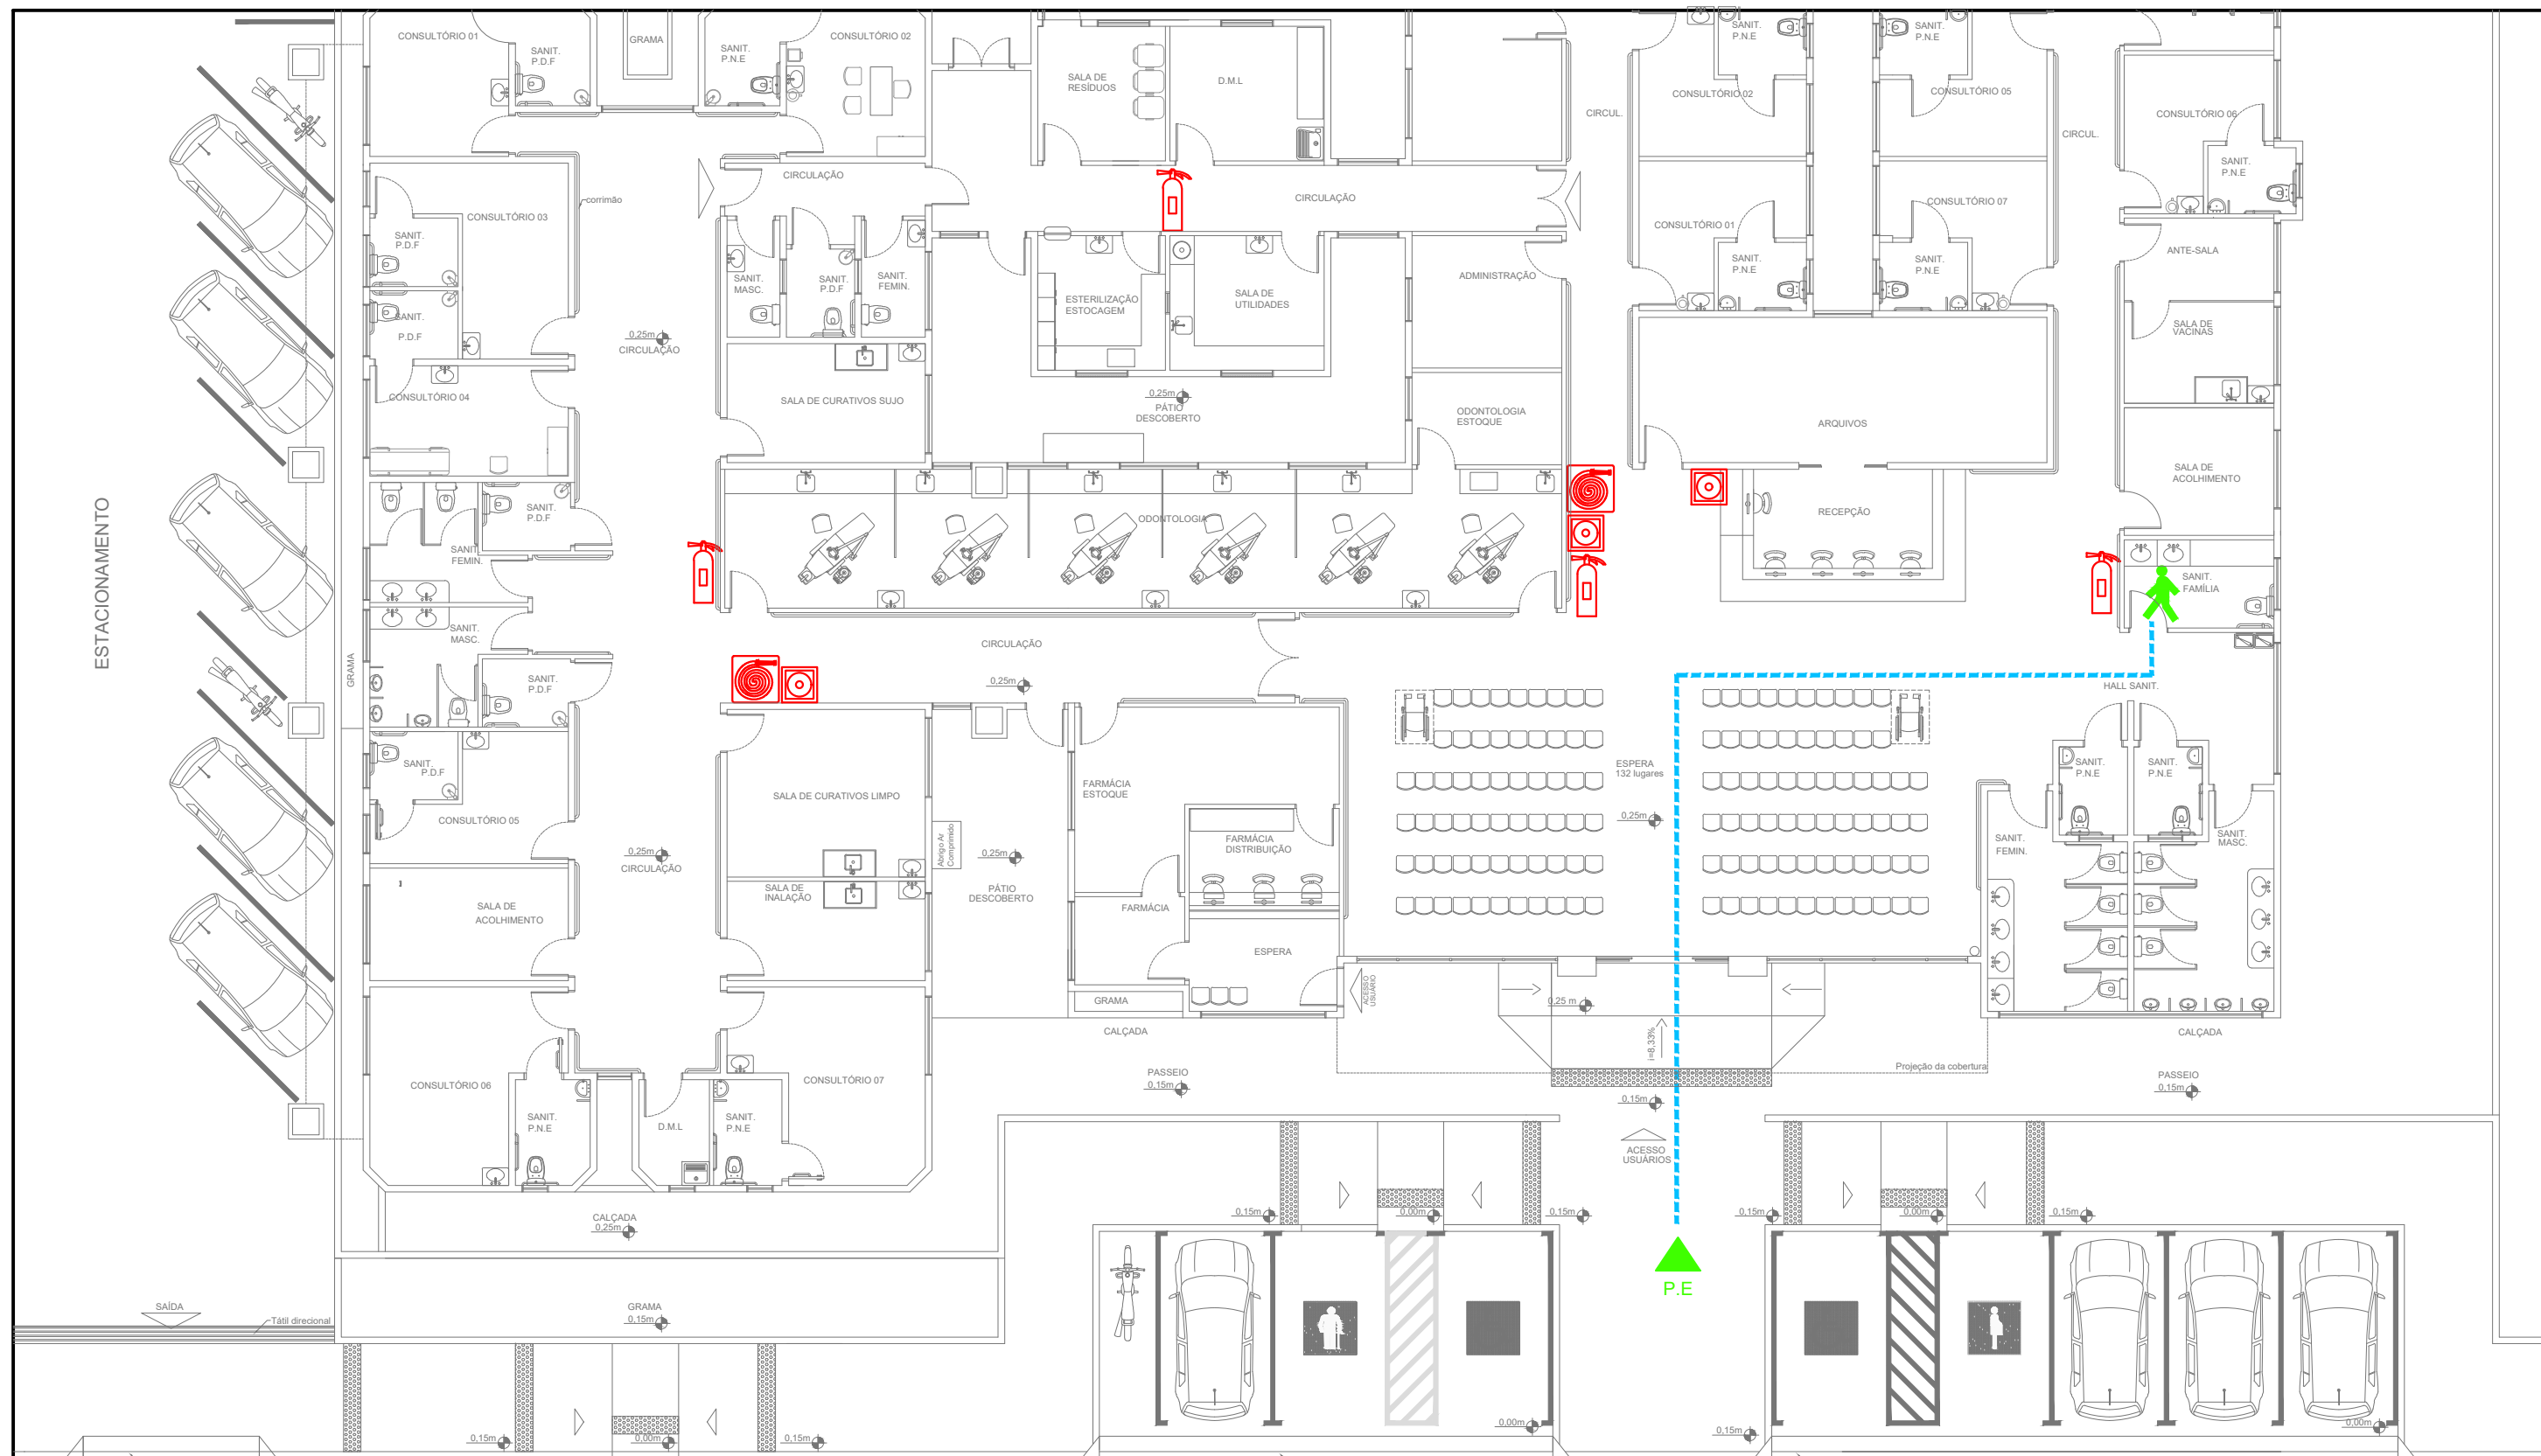 CONSULTÓRIO 01
SANIT.
P.D.F
GRAMA
SANIT.
P.N.E
CONSULTÓRIO 02
SALA DE
RESÍDUOS
D.M.L
CIRCUL.
SANIT.
P.N.E
CONSULTÓRIO 02
SANIT.
P.N.E
CONSULTÓRIO 05
CIRCUL.
CONSULTÓRIO 06
SANIT.
P.N.E
CIRCULAÇÃO
CIRCULAÇÃO
corrimão
CONSULTÓRIO 03
SANIT.
P.D.F
SANIT.
P.D.F
CONSULTÓRIO 04
0,25m
CIRCULAÇÃO
SANIT.
MASC.
SANIT.
P.D.F
SANIT.
FEMIN.
ESTERILIZAÇÃO
ESTOCAGEM
SALA DE
UTILIDADES
ADMINISTRAÇÃO
CONSULTÓRIO 01
SANIT.
P.N.E
CONSULTÓRIO 07
SANIT.
P.N.E
ANTE-SALA
SALA DE
VACINAS
SALA DE CURATIVOS SUJO
0,25m
PÁTIO
DESCOBERTO
ODONTOLOGIA
ESTOQUE
ARQUIVOS
SALA DE
ACOLHIMENTO
ESTACIONAMENTO
SANIT.
P.D.F
SANIT.
FEMIN.
ODONTOLOGIA
RECEPÇÃO
SANIT.
FAMÍLIA
GRAMA
SANIT.
MASC.
SANIT.
P.D.F
CIRCULAÇÃO
0,25m
HALL SANIT.
SANIT.
P.D.F
CONSULTÓRIO 05
SALA DE CURATIVOS LIMPO
FARMÁCIA
ESTOQUE
ESPERA
132 lugares
0,25m
SANIT.
P.N.E
SANIT.
P.N.E
0,25m
CIRCULAÇÃO
Abrigo Ar
Comprimido
0,25m
PÁTIO
DESCOBERTO
FARMÁCIA
DISTRIBUIÇÃO
SANIT.
FEMIN.
SANIT.
MASC.
SALA DE
ACOLHIMENTO
SALA DE
INALAÇÃO
FARMÁCIA
ESPERA
ACESSO
USUÁRIO
GRAMA
0,25 m
CALÇADA
i=8,33%
CALÇADA
CONSULTÓRIO 06
CONSULTÓRIO 07
PASSEIO
0,15m
Projeção da cobertura
PASSEIO
0,15m
SANIT.
P.N.E
D.M.L
SANIT.
P.N.E
0,15m
ACESSO
USUÁRIOS
CALÇADA
0,25m
0,15m
0,00m
0,15m
0,15m
0,00m
0,15m
P.E
SAÍDA
Tátil direcional
GRAMA
0,15m
0,15m
0,00m
0,15m
0,00m
0,15m
0,00m